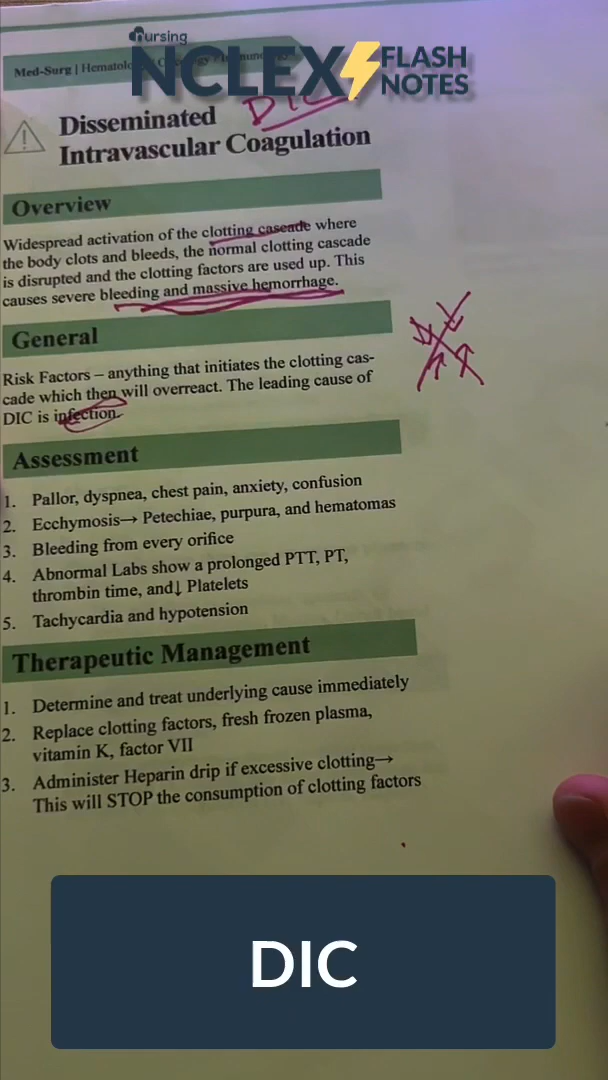 nursing
NCLEX FLASH NOTES
Med-Surg | Hematology
DIC
Disseminated
Intravascular Coagulation
Overview
Widespread activation of the clotting cascade where
the body clots and bleeds, the normal clotting cascade
is disrupted and the clotting factors are used up. This
causes severe bleeding and massive hemorrhage.
General
Risk Factors – anything that initiates the clotting cas-
cade which then will overreact. The leading cause of
DIC is infection.
Assessment
1. Pallor, dyspnea, chest pain, anxiety, confusion
2. Ecchymosis→ Petechiae, purpura, and hematomas
3. Bleeding from every orifice
4. Abnormal Labs show a prolonged PTT, PT,
thrombin time, and↓ Platelets
5. Tachycardia and hypotension
Therapeutic Management
1. Determine and treat underlying cause immediately
2. Replace clotting factors, fresh frozen plasma,
vitamin K, factor VII
3. Administer Heparin drip if excessive clotting→
This will STOP the consumption of clotting factors
DIC